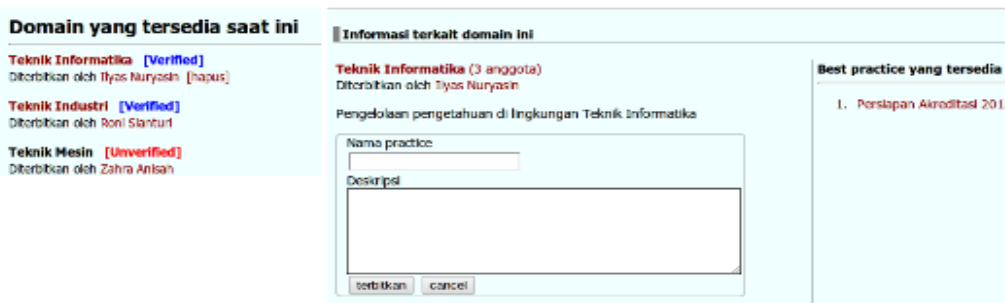 Domain yang tersedia saat ini
Teknik Informatika [Verified]
Diterbitkan oleh Ilyas Nuryasin [hapus]
Teknik Industri [Verified]
Diterbitkan oleh Roni Sianturi
Teknik Mesin [Unverified]
Diterbitkan oleh Zahra Anisah
Informasi terkait domain ini
Teknik Informatika (3 anggota)
Diterbitkan oleh Ilyas Nuryasin
Pengelolaan pengetahuan di lingkungan Teknik Informatika
Nama practice
Deskripsi
terbitkan cancel
Best practice yang tersedia
1. Persiapan Akreditasi 201